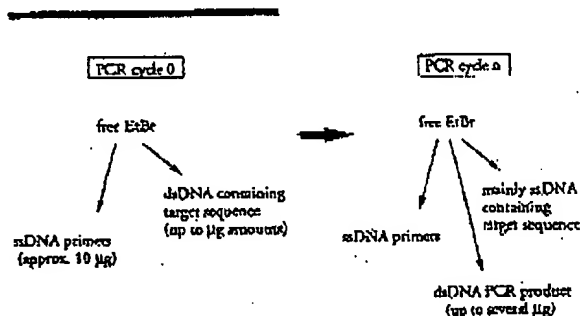 PCR cycle 0
free EtBr
dsDNA containing
target sequence
(up to µg amounts)
ssDNA primers
(approx. 10 µg)
PCR cycle n
free EtBr
mainly ssDNA
containing
target sequence
ssDNA primers
dsDNA PCR product
(up to several µg)